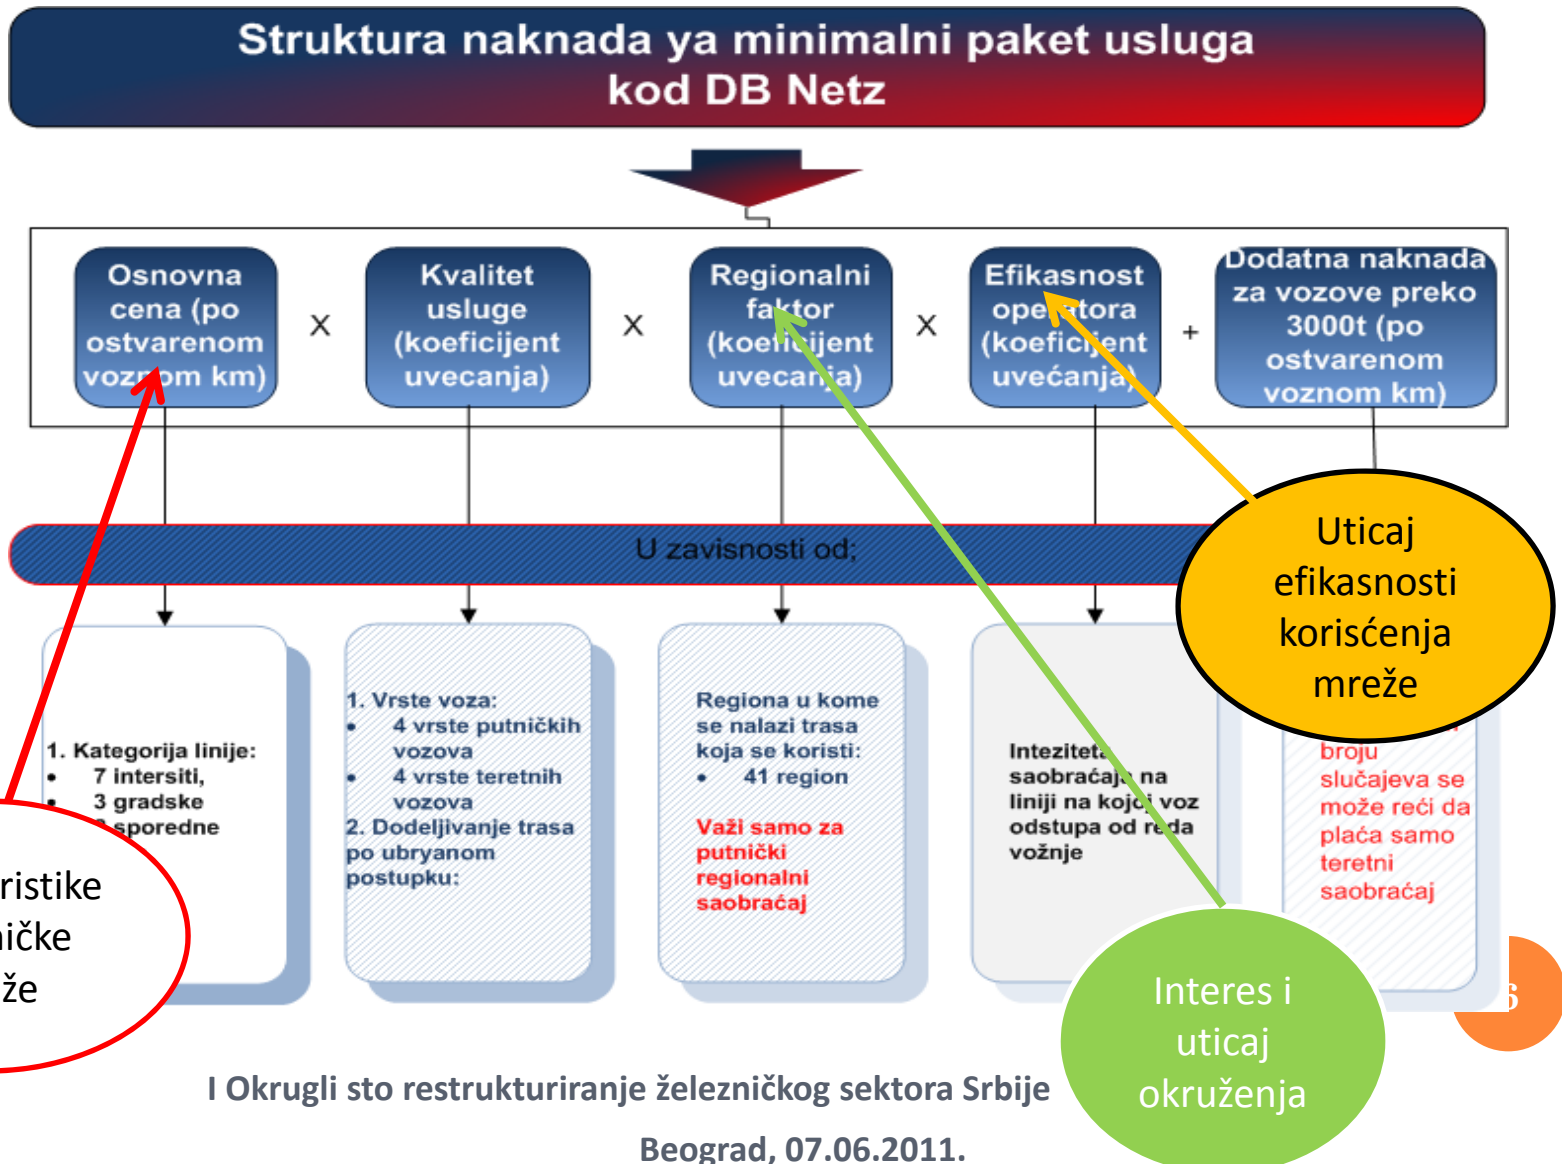 Struktura naknada ya minimalni paket usluga
kod DB Netz
Osnovna
cena (po
ostvarenom
voznom km)
X
Kvalitet
usluge
(koeficijent
uvecanja)
X
Regionalni
faktor
(koeficijent
uvecanja)
X
Efikasnost
operatora
(koeficijent
uvećanja)
+
Dodatna naknada
za vozove preko
3000t (po
ostvarenom
voznom km)
U zavisnosti od;
1. Kategorija linije:
• 7 intersiti,
• 3 gradske
sporedne
1. Vrste voza:
• 4 vrste putničkih
vozova
• 4 vrste teretnih
vozova
2. Dodeljivanje trasa
po ubryanom
postupku:
Regiona u kome
se nalazi trasa
koja se koristi:
• 41 region
Važi samo za
putnički
regionalni
saobraćaj
Inteziteta
saobraćaja na
liniji na kojoj voz
odstupa od reda
vožnje
broju
slučajeva se
može reći da
plaća samo
teretni
saobraćaj
Uticaj
efikasnosti
korisćenja
mreže
ristike
ničke
že
Interes i
uticaj
okruženja
6
I Okrugli sto restrukturiranje železničkog sektora Srbije
Beograd, 07.06.2011.